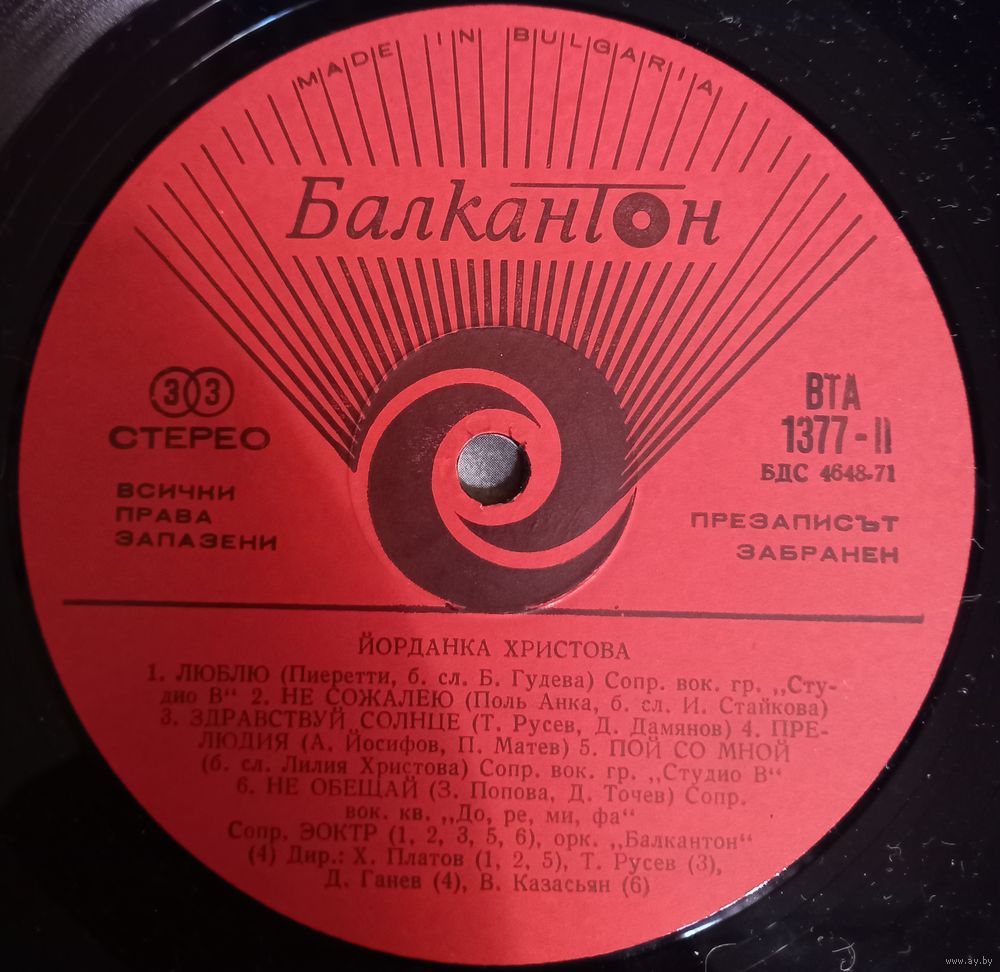 MADE IN BULGARIA
Балкантон
33
СТЕРЕО
ВСИЧКИ
ПРАВА
ЗАПАЗЕНИ
ВТА
1377-II
БДС 4648-71
ПРЕЗАПИСЪТ
ЗАБРАНЕН
ЙОРДАНКА ХРИСТОВА
1. ЛЮБЛЮ (Пиеретти, б. сл. Б. Гудева) Сопр. вок. гр. „Сту-
дио В“ 2. НЕ СОЖАЛЕЮ (Поль Анка, б. сл. И. Стайкова)
3. ЗДРАВСТВУЙ СОЛНЦЕ (Т. Русев, Д. Дамянов) 4. ПРЕ-
ЛЮДИЯ (А. Йосифов, П. Матев) 5. ПОЙ СО МНОЙ
(б. сл. Лилия Христова) Сопр. вок. гр. „Студио В“
6. НЕ ОБЕЩАЙ (З. Попова, Д. Точев) Сопр.
вок. кв. „До, ре, ми, фа“
Сопр. ЭОКТР (1, 2, 3, 5, 6), орк. „Балкантон“
(4) Дир.: Х. Платов (1, 2, 5), Т. Русев (3),
Д. Ганев (4), В. Казасьян (6)
www.ay.by